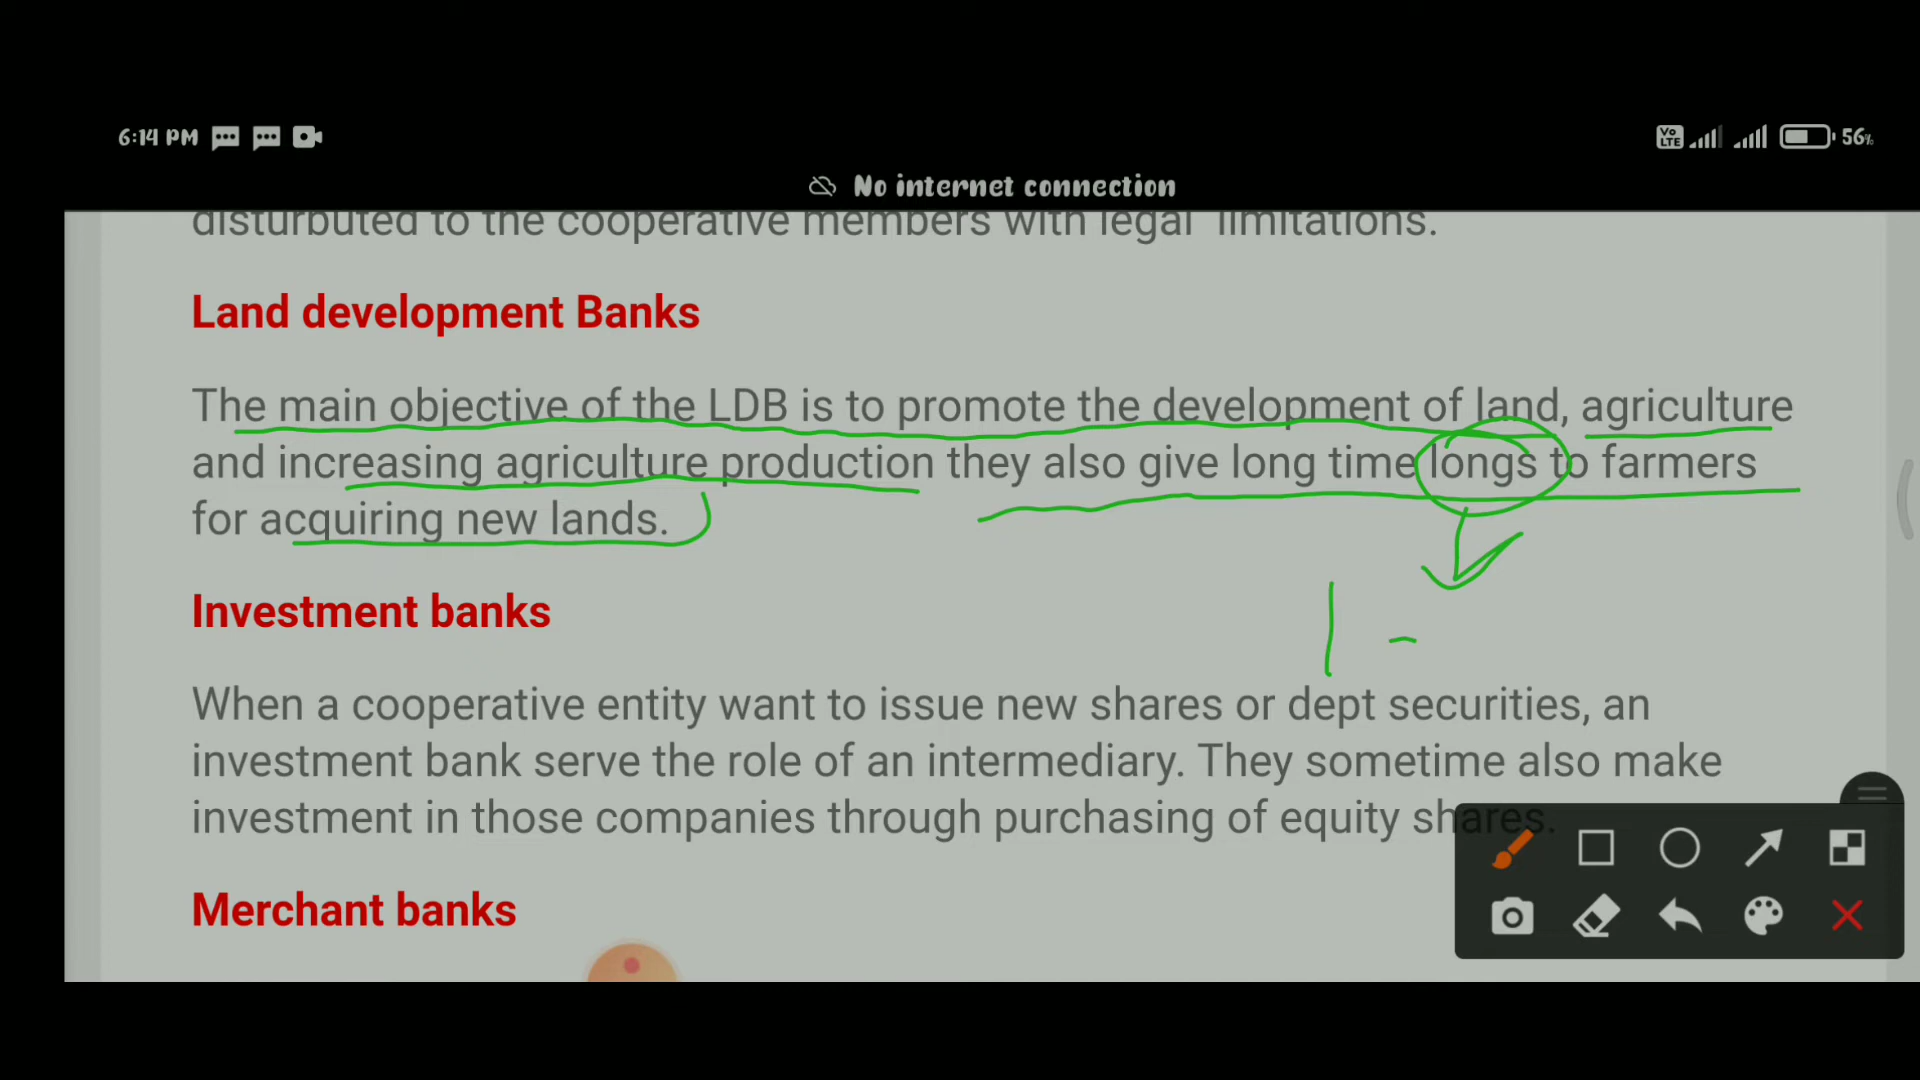 6:14 PM
Vo LTE
56%
No internet connection
disturbuted to the cooperative members with legal limitations.
Land development Banks
The main objective of the LDB is to promote the development of land, agriculture
and increasing agriculture production they also give long time longs to farmers
for acquiring new lands.
Investment banks
When a cooperative entity want to issue new shares or dept securities, an
investment bank serve the role of an intermediary. They sometime also make
investment in those companies through purchasing of equity shares.
Merchant banks